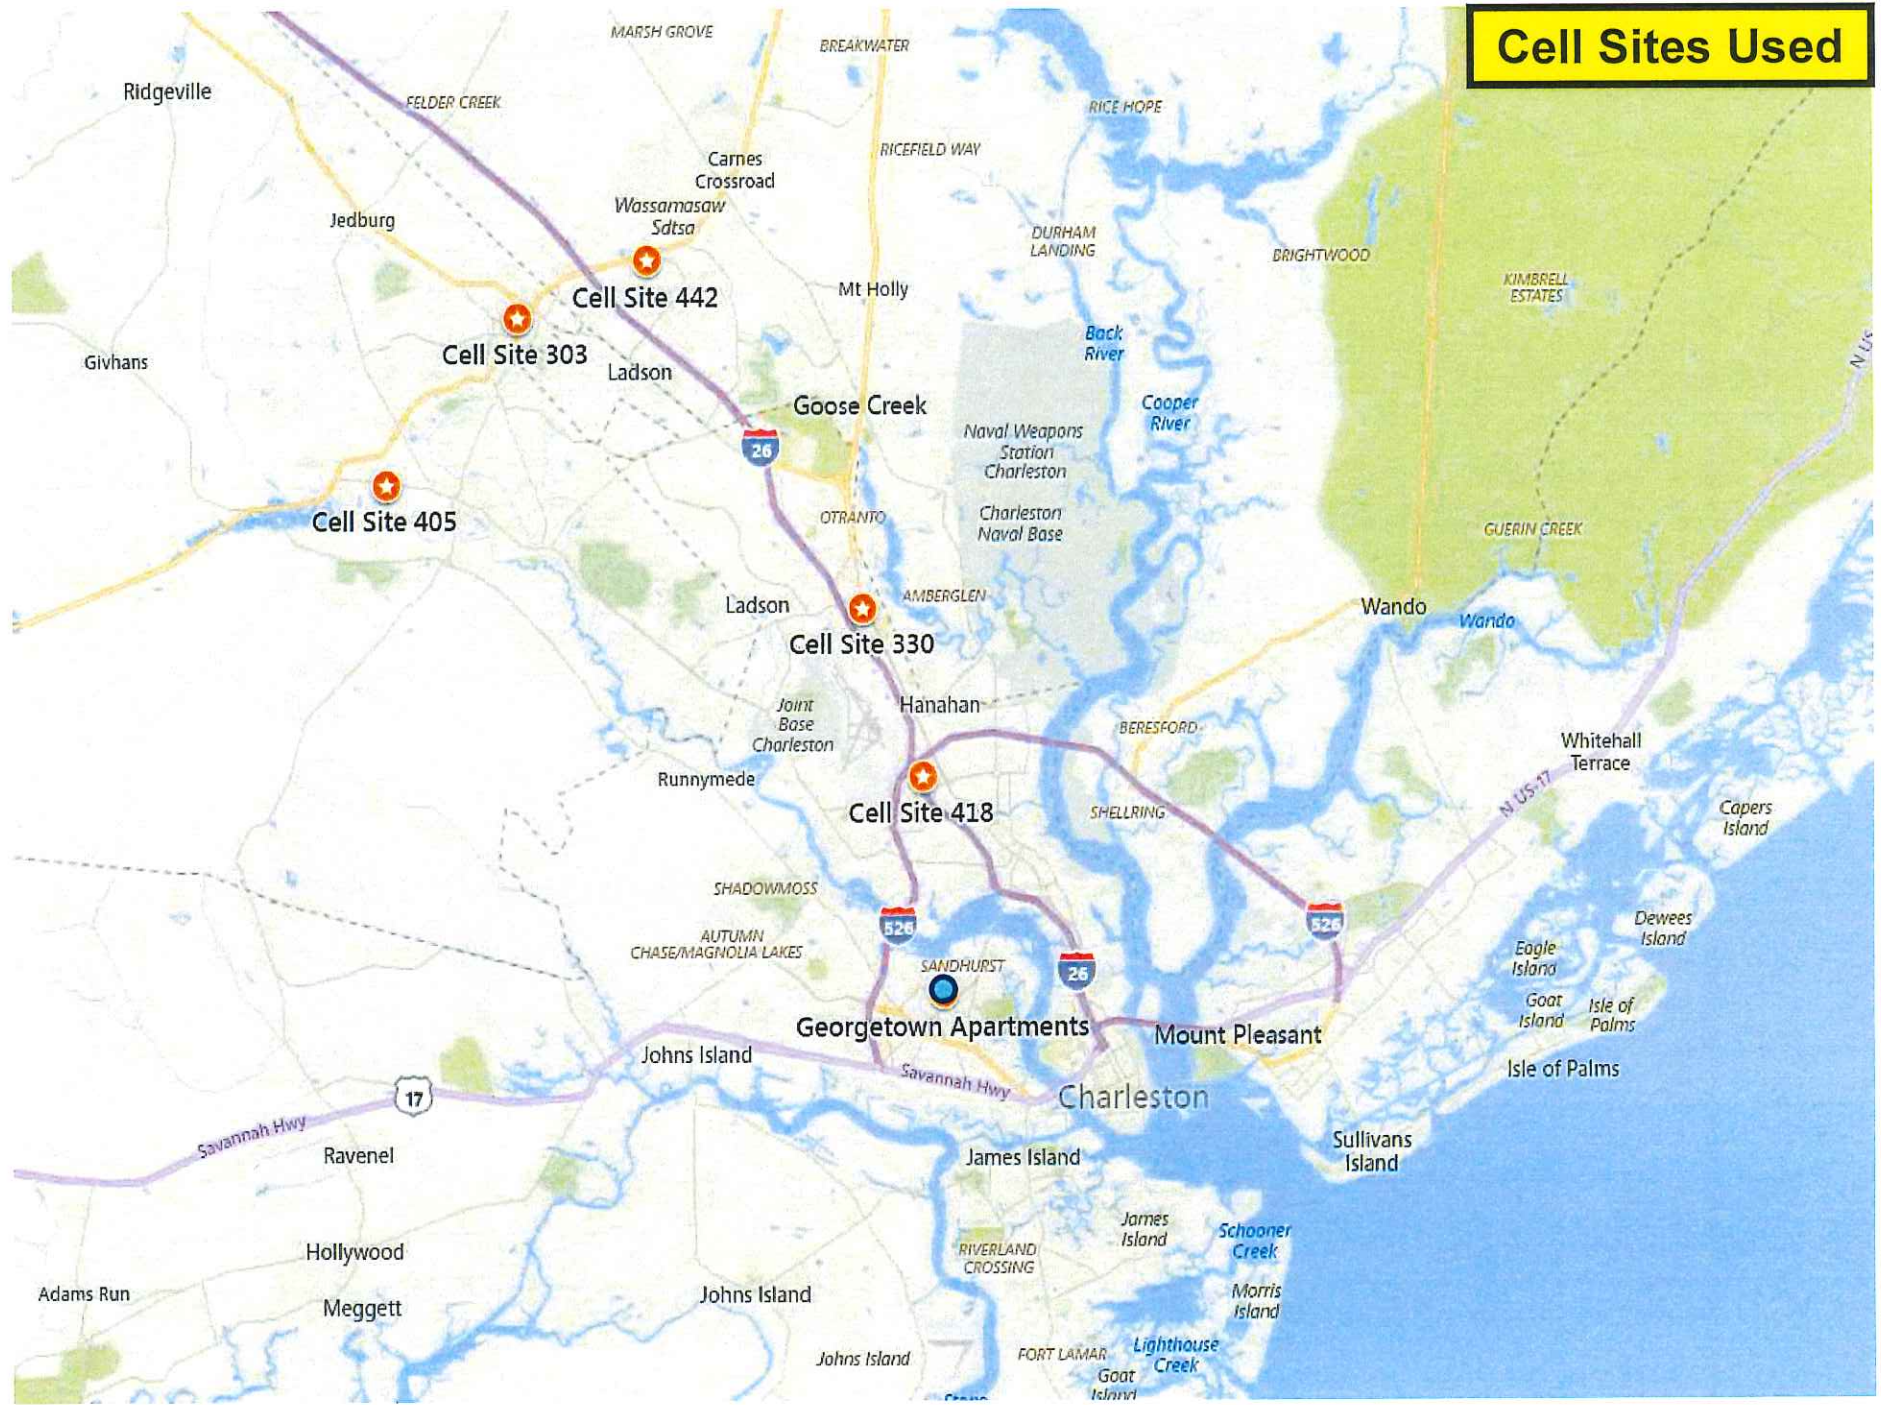 Cell Sites Used
MARSH GROVE
BREAKWATER
Ridgeville
FELDER CREEK
RICE HOPE
Carnes
Crossroad
RICEFIELD WAY
Wassamasaw
Sdtsa
Jedburg
DURHAM
LANDING
BRIGHTWOOD
KIMBRELL
ESTATES
Cell Site 442
Mt Holly
Back
River
Cell Site 303
Givhans
Ladson
N US
Goose Creek
Cooper
River
26
Naval Weapons
Station
Charleston
Cell Site 405
OTRANTO
Charleston
Naval Base
GUERIN CREEK
Ladson
AMBERGLEN
Wando
Wando
Cell Site 330
Joint
Base
Charleston
Hanahan
BERESFORD
Whitehall
Terrace
Runnymede
N US-17
Cell Site 418
SHELLRING
Capers
Island
SHADOWMOSS
526
526
Dewees
Island
AUTUMN
CHASE/MAGNOLIA LAKES
SANDHURST
26
Eagle
Island
Goat
Island
Isle of
Palms
Georgetown Apartments
Mount Pleasant
Johns Island
Isle of Palms
Savannah Hwy
17
Charleston
Savannah Hwy
Ravenel
James Island
Sullivans
Island
James
Island
Schooner
Creek
Hollywood
RIVERLAND
CROSSING
Adams Run
Meggett
Johns Island
Morris
Island
Johns Island
FORT LAMAR
Lighthouse
Creek
Goat
Island